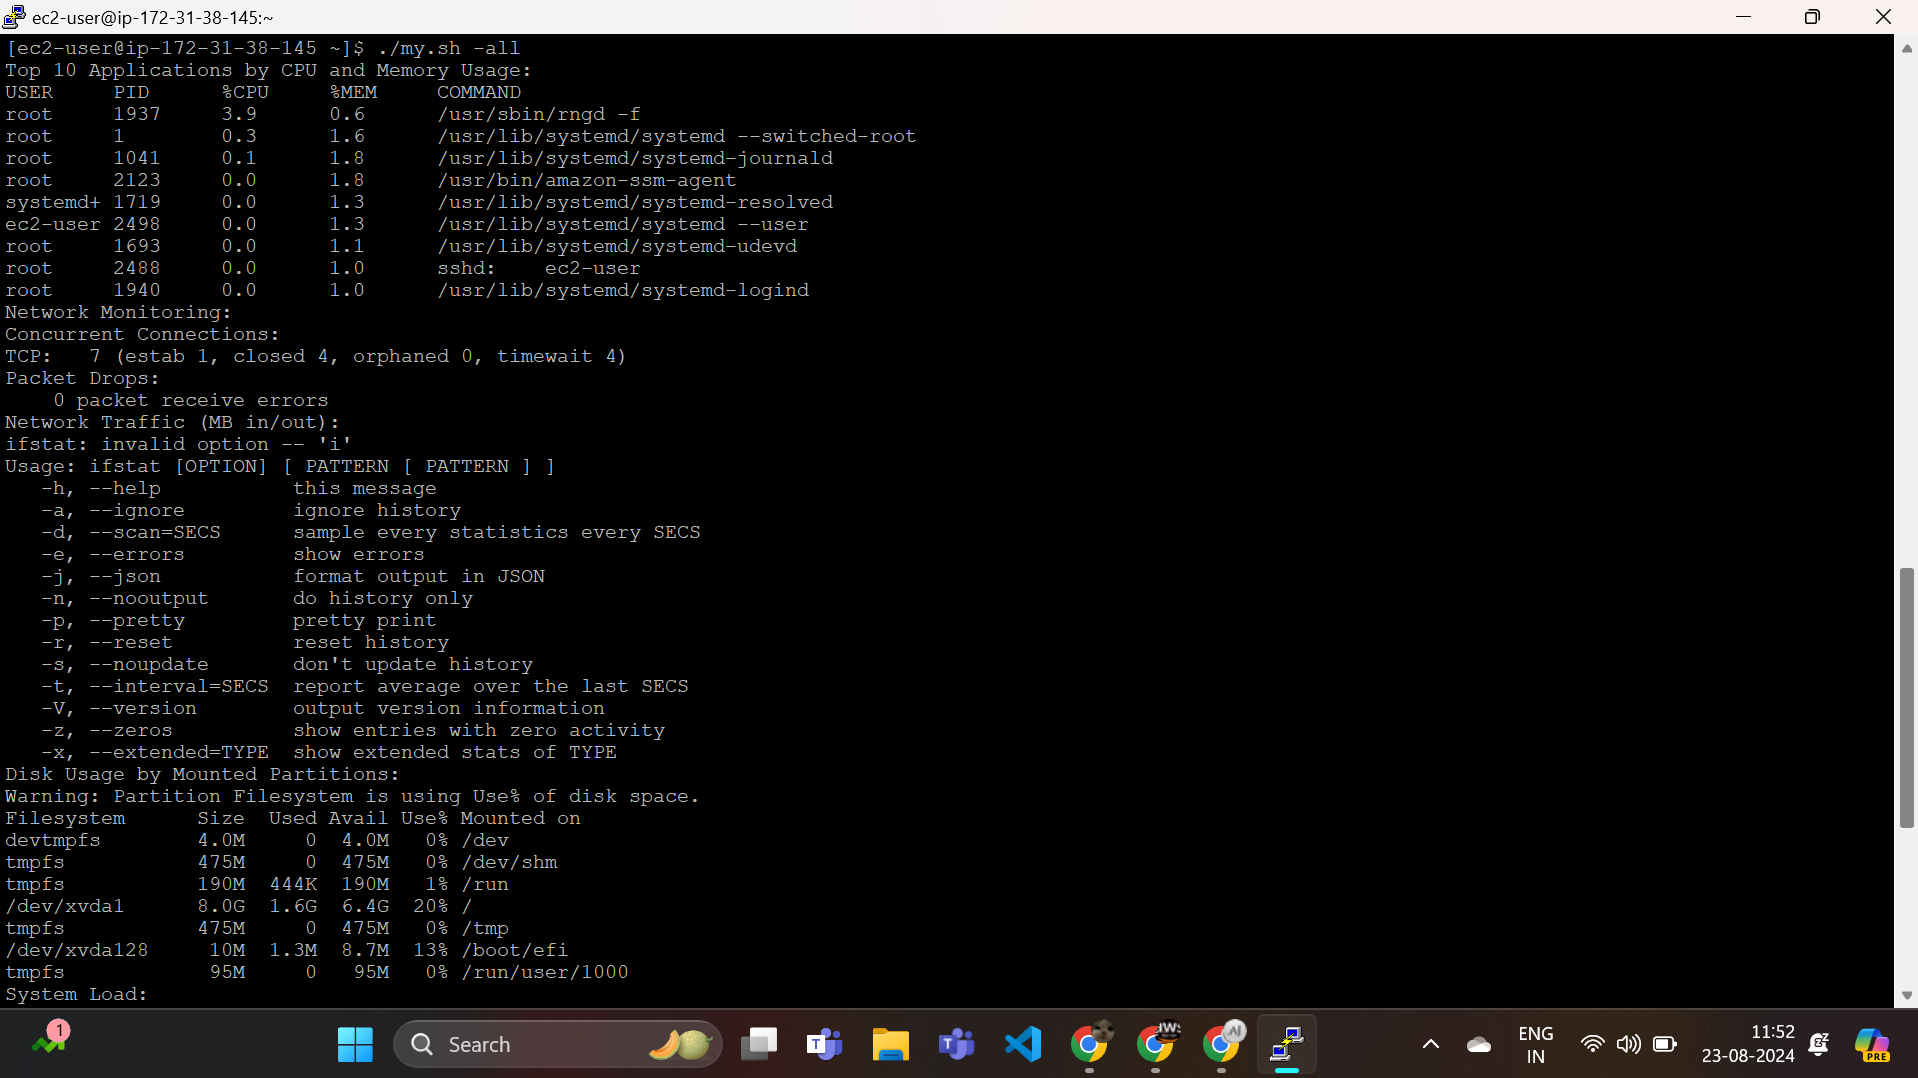 ec2-user@ip-172-31-38-145:~
[ec2-user@ip-172-31-38-145 ~]$ ./my.sh -all
Top 10 Applications by CPU and Memory Usage:
USER     PID      %CPU     %MEM     COMMAND
root     1937     3.9      0.6      /usr/sbin/rngd -f
root     1        0.3      1.6      /usr/lib/systemd/systemd --switched-root
root     1041     0.1      1.8      /usr/lib/systemd/systemd-journald
root     2123     0.0      1.8      /usr/bin/amazon-ssm-agent
systemd+ 1719     0.0      1.3      /usr/lib/systemd/systemd-resolved
ec2-user 2498     0.0      1.3      /usr/lib/systemd/systemd --user
root     1693     0.0      1.1      /usr/lib/systemd/systemd-udevd
root     2488     0.0      1.0      sshd:    ec2-user
root     1940     0.0      1.0      /usr/lib/systemd/systemd-logind
Network Monitoring:
Concurrent Connections:
TCP:   7 (estab 1, closed 4, orphaned 0, timewait 4)
Packet Drops:
    0 packet receive errors
Network Traffic (MB in/out):
ifstat: invalid option -- 'i'
Usage: ifstat [OPTION] [ PATTERN [ PATTERN ] ]
   -h, --help           this message
   -a, --ignore         ignore history
   -d, --scan=SECS      sample every statistics every SECS
   -e, --errors         show errors
   -j, --json           format output in JSON
   -n, --nooutput       do history only
   -p, --pretty         pretty print
   -r, --reset          reset history
   -s, --noupdate       don't update history
   -t, --interval=SECS  report average over the last SECS
   -V, --version        output version information
   -z, --zeros          show entries with zero activity
   -x, --extended=TYPE  show extended stats of TYPE
Disk Usage by Mounted Partitions:
Warning: Partition Filesystem is using Use% of disk space.
Filesystem      Size  Used Avail Use% Mounted on
devtmpfs        4.0M     0  4.0M   0% /dev
tmpfs           475M     0  475M   0% /dev/shm
tmpfs           190M  444K  190M   1% /run
/dev/xvda1      8.0G  1.6G  6.4G  20% /
tmpfs           475M     0  475M   0% /tmp
/dev/xvda128     10M  1.3M  8.7M  13% /boot/efi
tmpfs            95M     0   95M   0% /run/user/1000
System Load:
1
Search
ENG
IN
11:52
23-08-2024
PRE